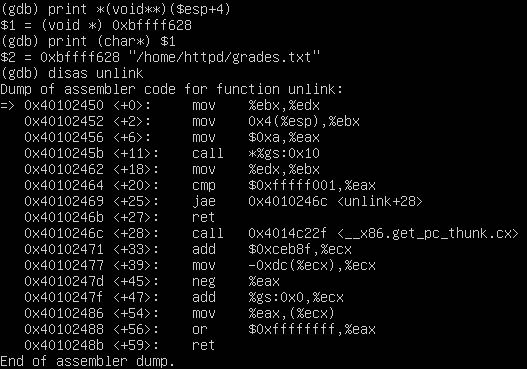 (gdb) print *(void**)($esp+4)
$1 = (void *) 0xbffff628
(gdb) print (char*) $1
$2 = 0xbffff628 "/home/httpd/grades.txt"
(gdb) disas unlink
Dump of assembler code for function unlink:
=> 0x40102450 <+0>: mov %ebx,%edx
0x40102452 <+2>: mov 0x4(%esp),%ebx
0x40102456 <+6>: mov $0xa,%eax
0x4010245b <+11>: call *%gs:0x10
0x40102462 <+18>: mov %edx,%ebx
0x40102464 <+20>: cmp $0xfffff001,%eax
0x40102469 <+25>: jae 0x4010246c <unlink+28>
0x4010246b <+27>: ret
0x4010246c <+28>: call 0x4014c22f <__x86.get_pc_thunk.cx>
0x40102471 <+33>: add $0xceb8f,%ecx
0x40102477 <+39>: mov -0xdc(%ecx),%ecx
0x4010247d <+45>: neg %eax
0x4010247f <+47>: add %gs:0x0,%ecx
0x40102486 <+54>: mov %eax,(%ecx)
0x40102488 <+56>: or $0xffffffff,%eax
0x4010248b <+59>: ret
End of assembler dump.